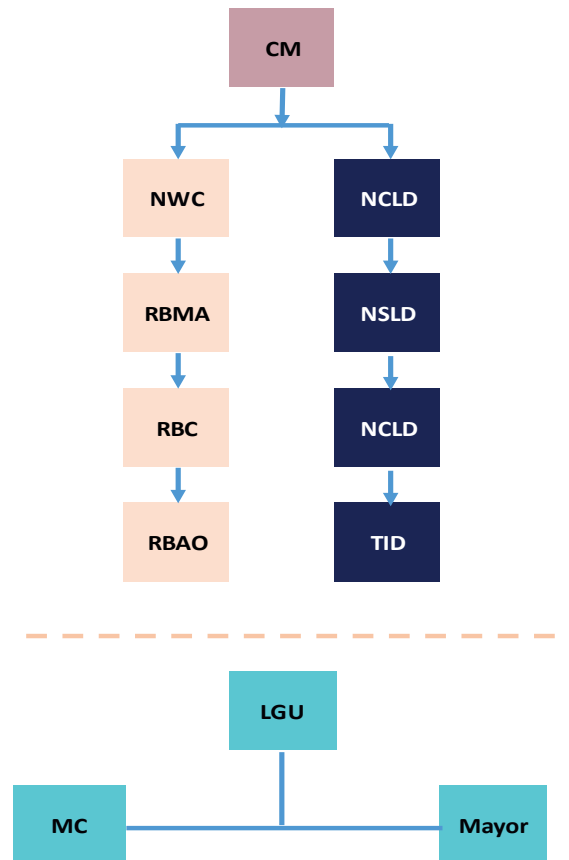 CM
NWC
NCLD
RBMA
NSLD
RBC
NCLD
RBAO
TID
LGU
MC
Mayor